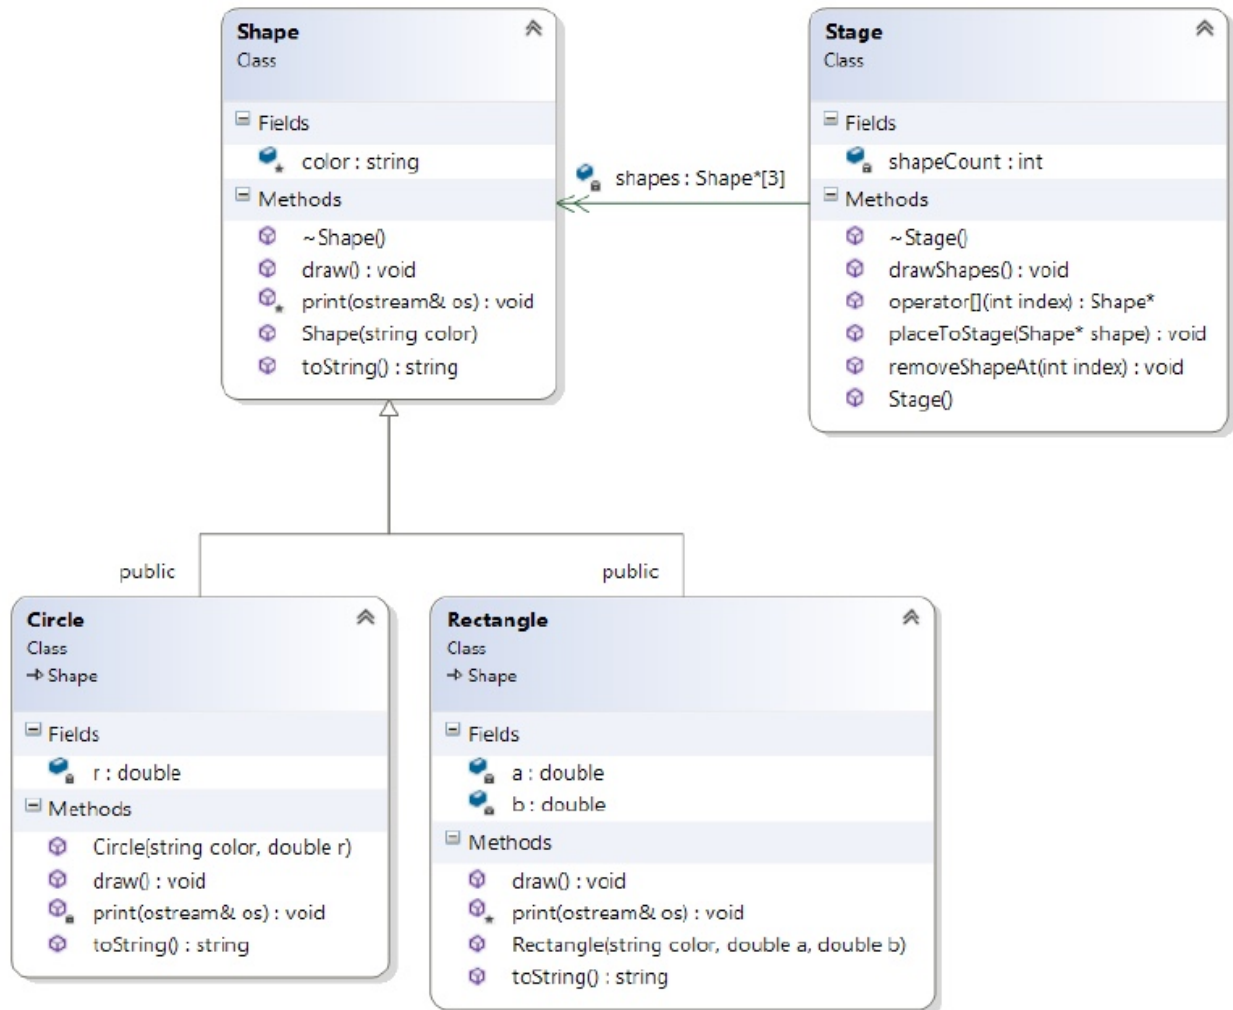 Shape
Class
Fields
color : string
Methods
~Shape()
draw() : void
print(ostream& os) : void
Shape(string color)
toString() : string
shapes : Shape*[3]
Stage
Class
Fields
shapeCount : int
Methods
~Stage()
drawShapes() : void
operator[](int index) : Shape*
placeToStage(Shape* shape) : void
removeShapeAt(int index) : void
Stage()
public
public
Circle
Class
Shape
Fields
r : double
Methods
Circle(string color, double r)
draw() : void
print(ostream& os) : void
toString() : string
Rectangle
Class
Shape
Fields
a : double
b : double
Methods
draw() : void
print(ostream& os) : void
Rectangle(string color, double a, double b)
toString() : string